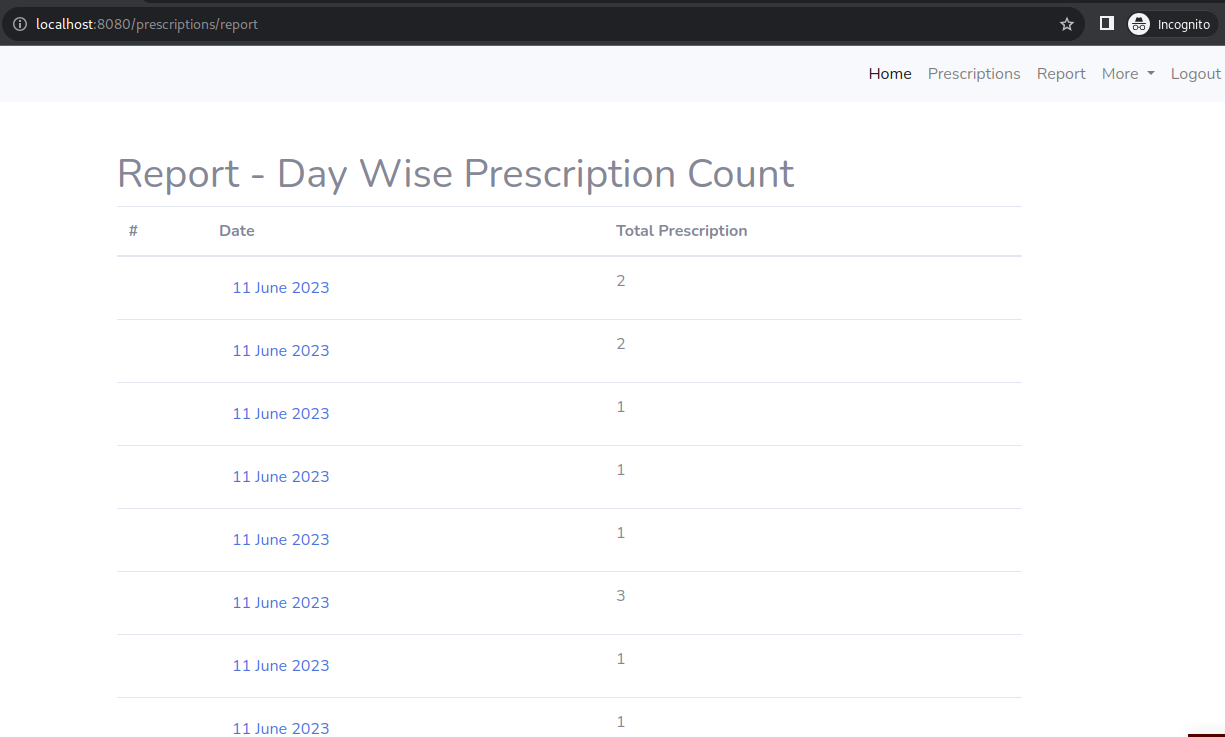 localhost:8080/prescriptions/report Incognito
Home Prescriptions Report More Logout
Report - Day Wise Prescription Count
# Date Total Prescription
11 June 2023 2
11 June 2023 2
11 June 2023 1
11 June 2023 1
11 June 2023 1
11 June 2023 3
11 June 2023 1
11 June 2023 1